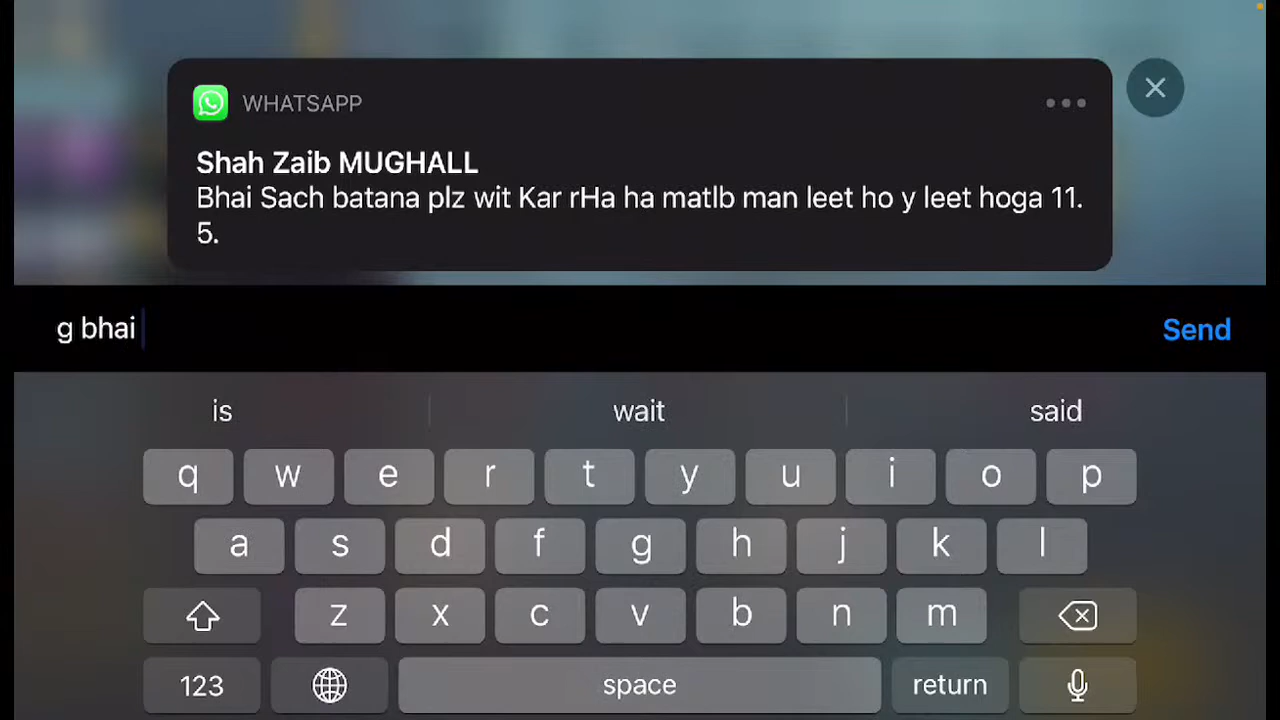 WHATSAPP
Shah Zaib MUGHALL
Bhai Sach batana plz wit Kar rHa ha matlb man leet ho y leet hoga 11.
5.
g bhai
Send
is wait said
q w e r t y u i o p
a s d f g h j k l
z x c v b n m
123 space return